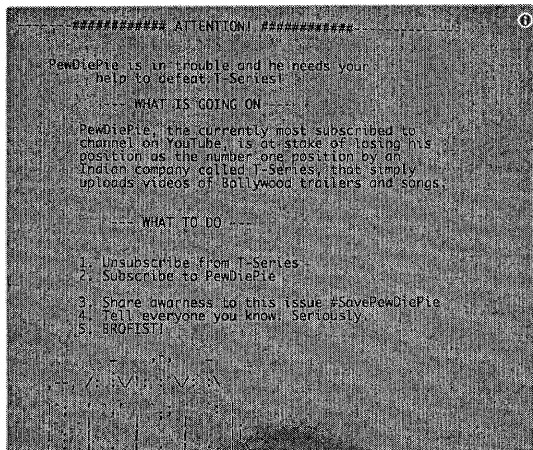 ############ ATTENTION! ############
PewDiePie is in trouble and he needs your
help to defeat T-Series!
---- WHAT IS GOING ON ----
PewDiePie, the currently most subscribed to
channel on YouTube, is at stake of losing his
position as the number one position by an
Indian company called T-Series, that simply
uploads videos of Bollywood trailers and songs.
--- WHAT TO DO ---
1. Unsubscribe from T-Series
2. Subscribe to PewDiePie
3. Share awarness to this issue #SavePewDiePie
4. Tell everyone you know. Seriously.
5. BROFIST!